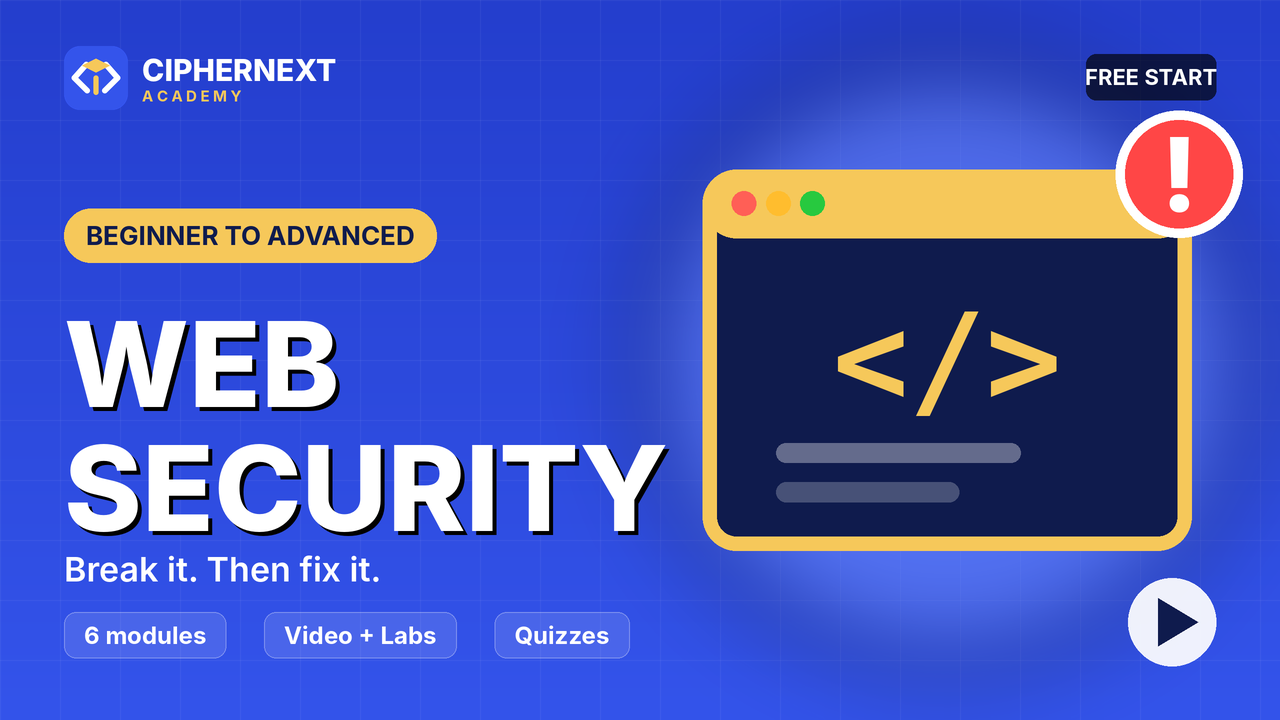 CIPHERNEXT
ACADEMY
FREE START
!
BEGINNER TO ADVANCED
</>
WEB
SECURITY
Break it. Then fix it.
6 modules
Video + Labs
Quizzes